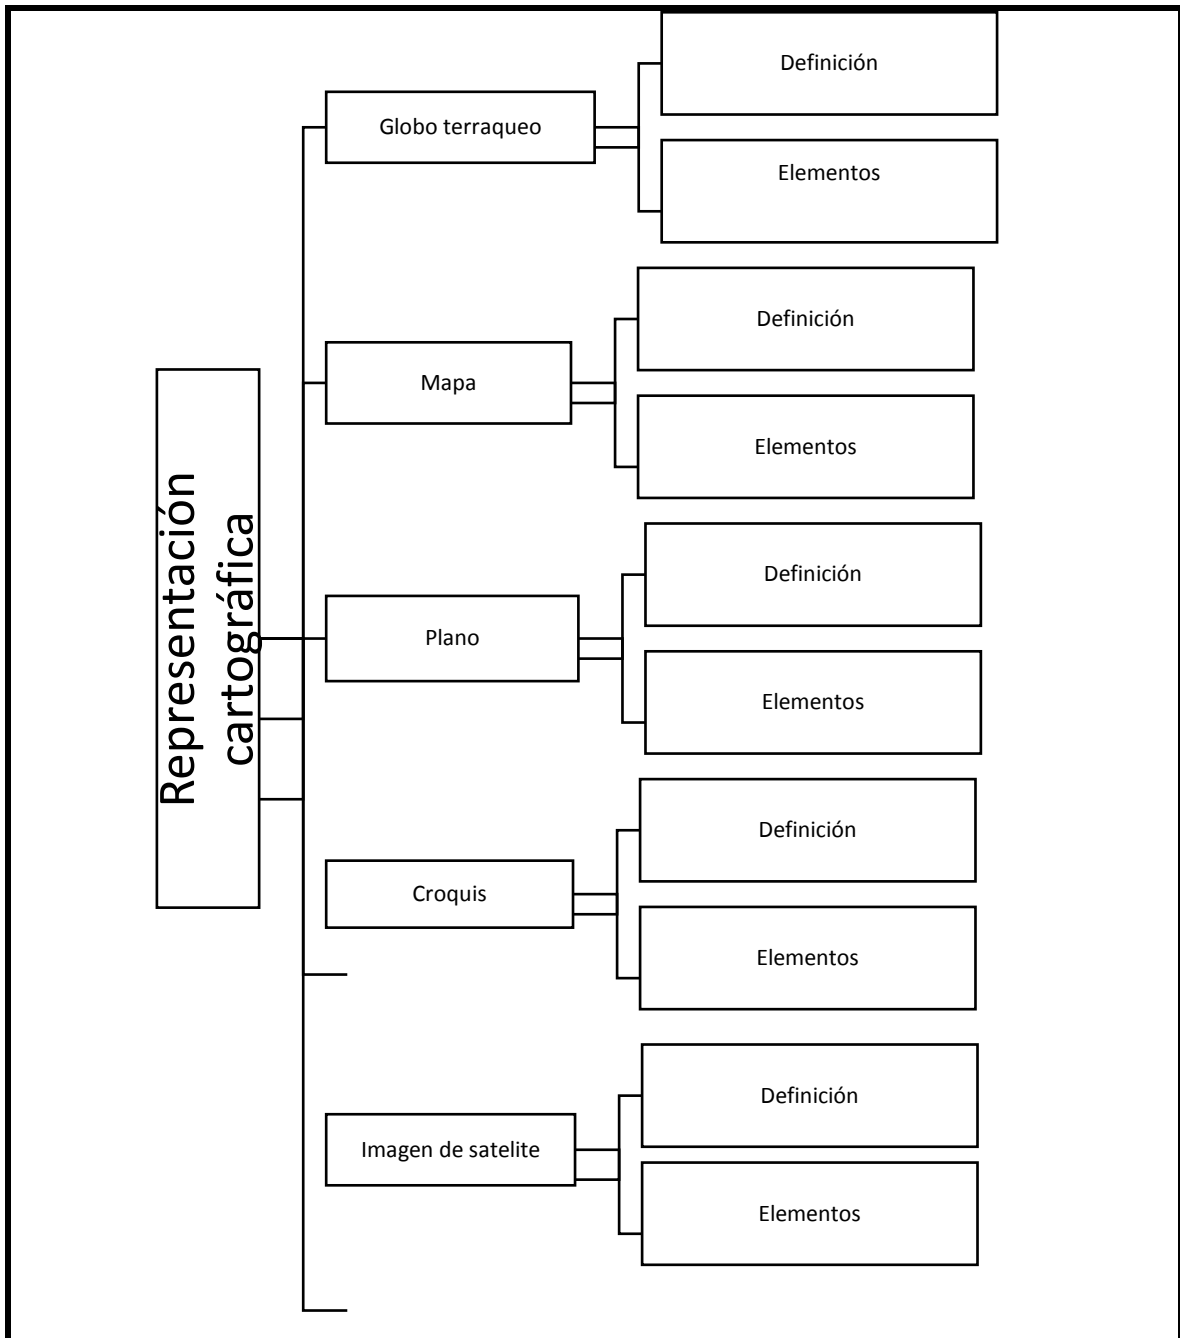 Representación
cartográfica
Globo terraqueo
Definición
Elementos
Mapa
Definición
Elementos
Plano
Definición
Elementos
Croquis
Definición
Elementos
Imagen de satelite
Definición
Elementos